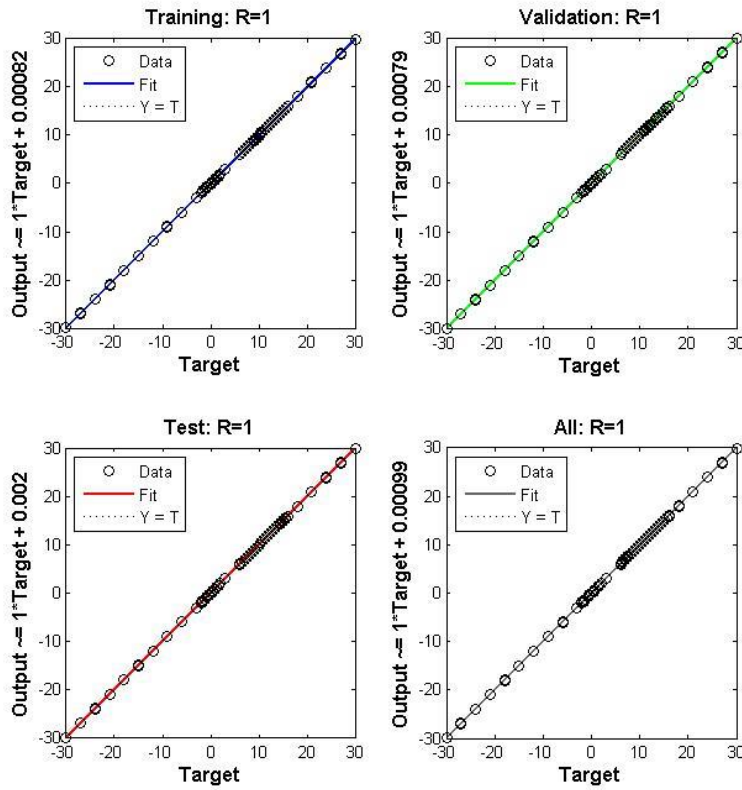 Training: R=1
Output ~= 1*Target + 0.00082
30
20
10
0
-10
-20
-30
Data
Fit
Y = T
-30 -20 -10 0 10 20 30
Target
Validation: R=1
Output ~= 1*Target + 0.00079
30
20
10
0
-10
-20
-30
Data
Fit
Y = T
-30 -20 -10 0 10 20 30
Target
Test: R=1
Output ~= 1*Target + 0.002
30
20
10
0
-10
-20
-30
Data
Fit
Y = T
-30 -20 -10 0 10 20 30
Target
All: R=1
Output ~= 1*Target + 0.00099
30
20
10
0
-10
-20
-30
Data
Fit
Y = T
-30 -20 -10 0 10 20 30
Target